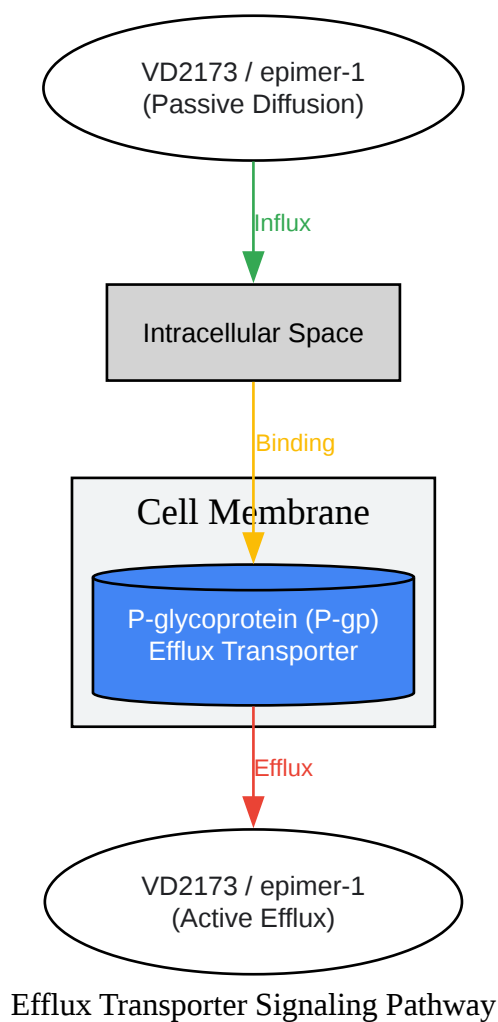 VD2173 / epimer-1
(Passive Diffusion)
Influx
Intracellular Space
Binding
Cell Membrane
P-glycoprotein (P-gp)
Efflux Transporter
Efflux
VD2173 / epimer-1
(Active Efflux)
Efflux Transporter Signaling Pathway